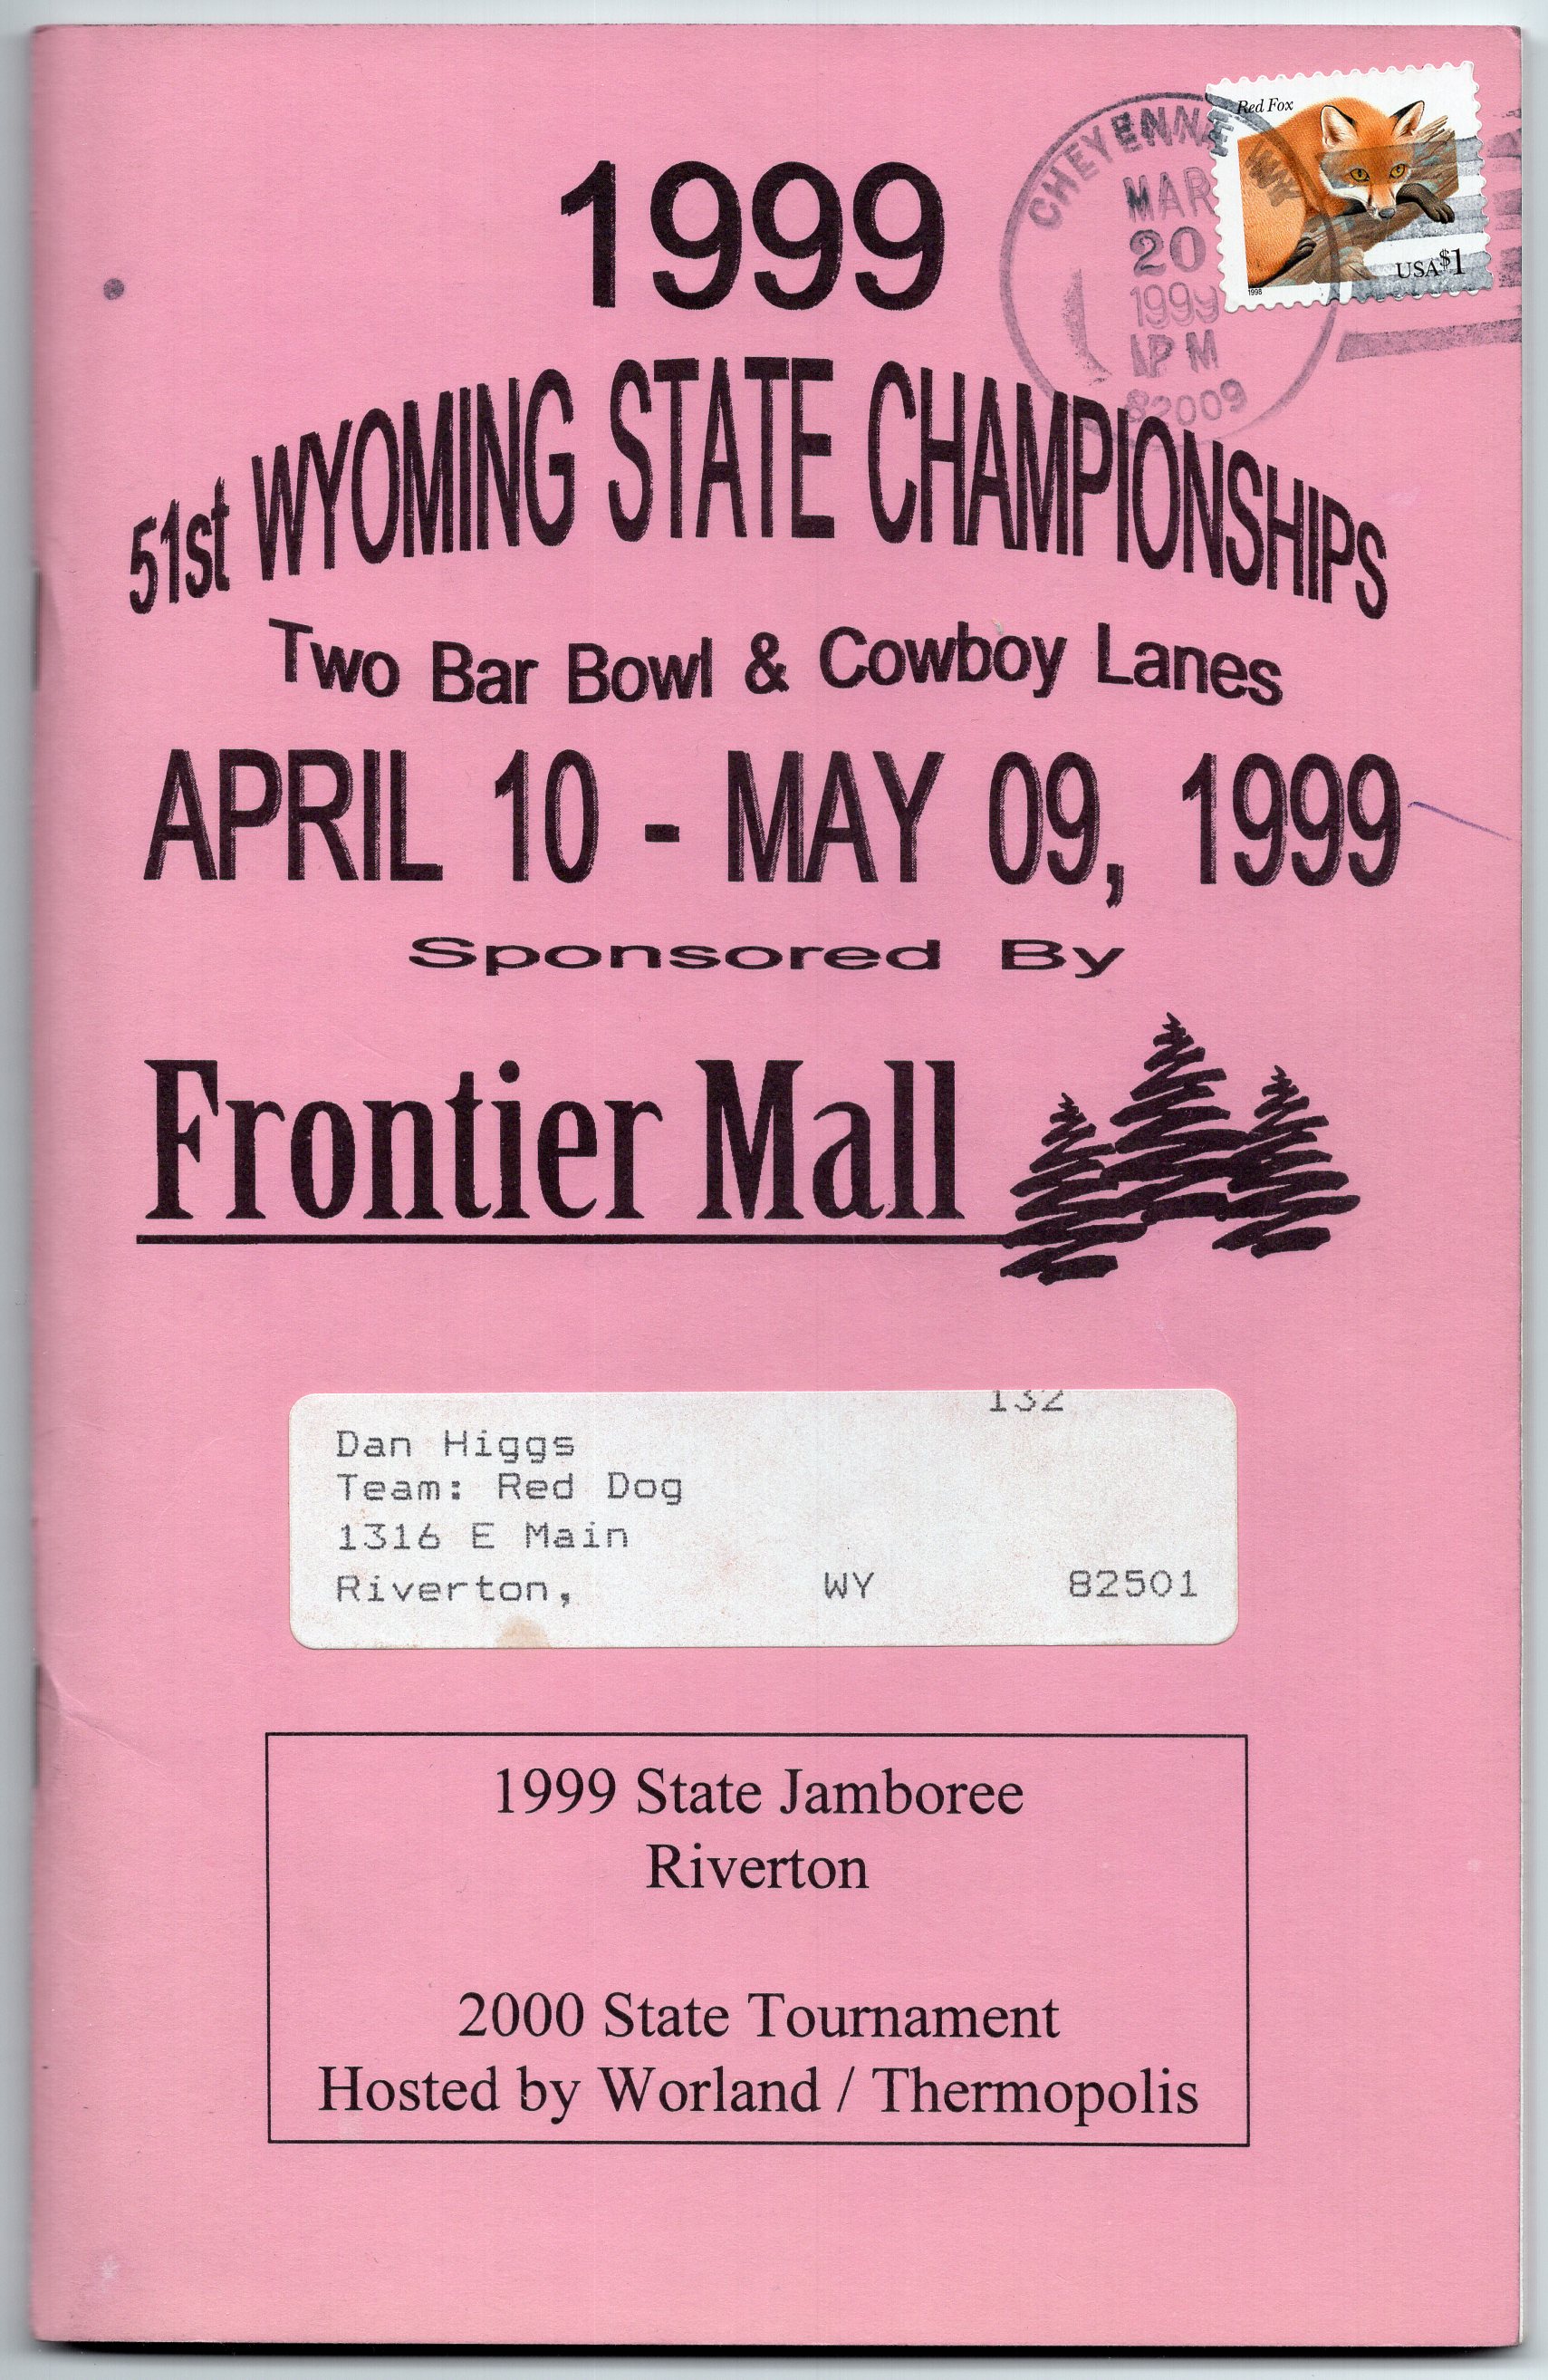 Red Fox
USA $1
1998
CHEYENNE WY
MAR
20
1999
PM
82009
1999
51st WYOMING STATE CHAMPIONSHIPS
Two Bar Bowl & Cowboy Lanes
APRIL 10 - MAY 09, 1999
Sponsored By
Frontier Mall
132
Dan Higgs
Team: Red Dog
1316 E Main
Riverton, WY 82501
1999 State Jamboree
Riverton
2000 State Tournament
Hosted by Worland / Thermopolis